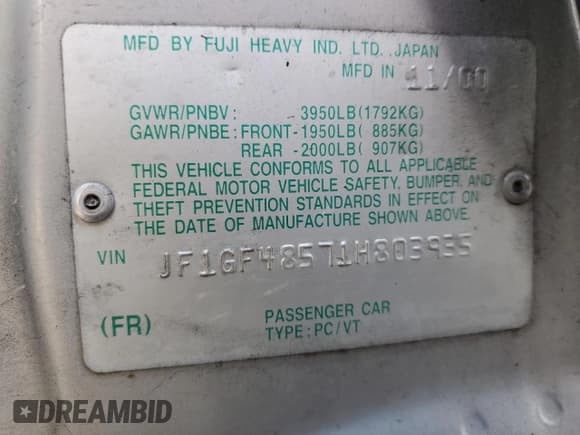 MFD BY FUJI HEAVY IND. LTD. JAPAN
MFD IN 11/00
GVWR/PNBV: 3950LB(1792KG)
GAWR/PNBE: FRONT-1950LB( 885KG)
REAR -2000LB( 907KG)
THIS VEHICLE CONFORMS TO ALL APPLICABLE
FEDERAL MOTOR VEHICLE SAFETY, BUMPER, AND
THEFT PREVENTION STANDARDS IN EFFECT ON
THE DATE OF MANUFACTURE SHOWN ABOVE.
VIN JF1GF48571H803935
(FR) PASSENGER CAR
TYPE: PC/VT
DREAMBID